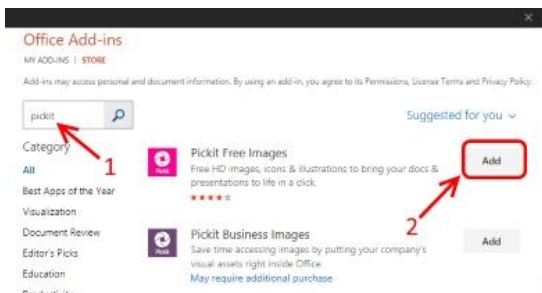 Office Add-ins
MY ADD-INS | STORE
Add-ins may access personal and document information. By using an add-in, you agree to its Permissions, License Terms and Privacy Policy.
pickit
Suggested for you
Category
1
All
Best Apps of the Year
Visualization
Document Review
Editor's Picks
Education
Productivity
Pickit Free Images
Free HD images, icons & illustrations to bring your docs &
presentations to life in a click.
Add
2
Pickit Business Images
Save time accessing images by putting your company's
visual assets right inside Office
May require additional purchase
Add